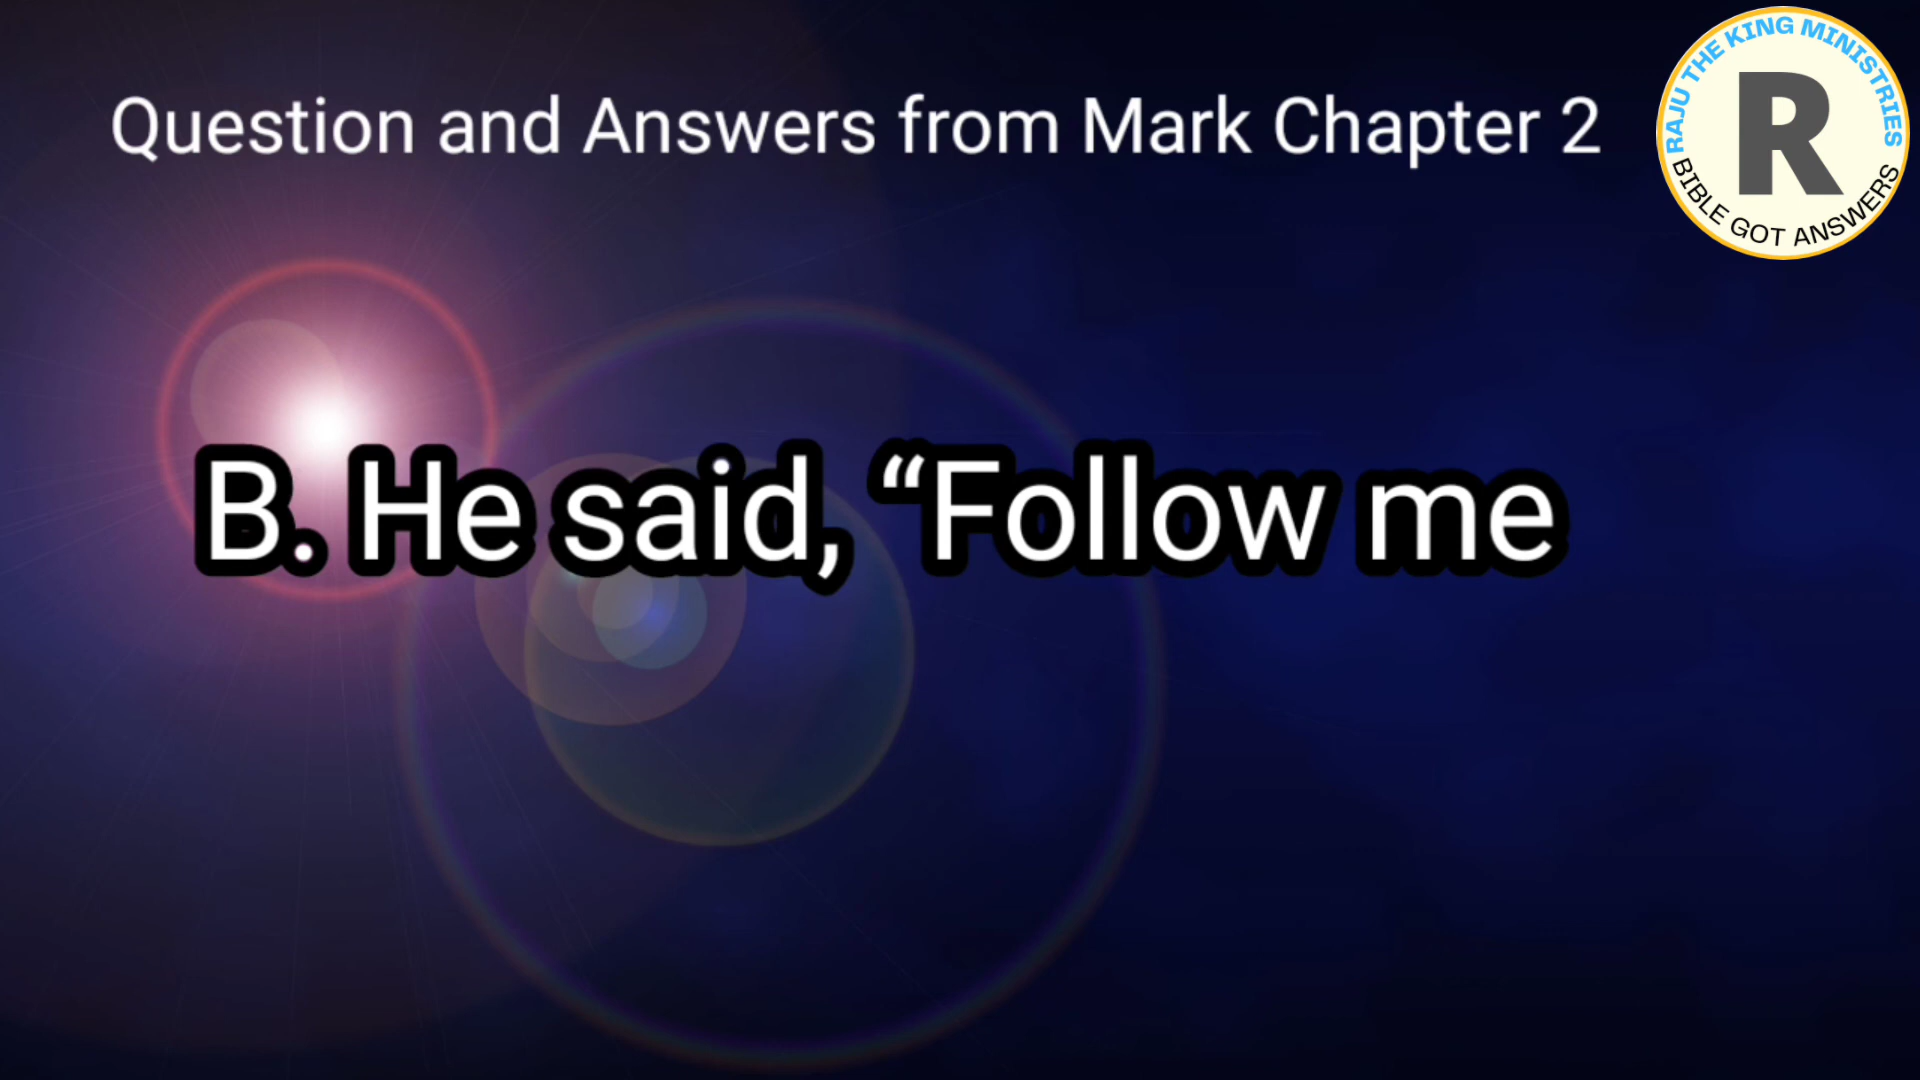 Question and Answers from Mark Chapter 2
RAJU THE KING MINISTRIES
R
BIBLE GOT ANSWERS
B. He said, “Follow me